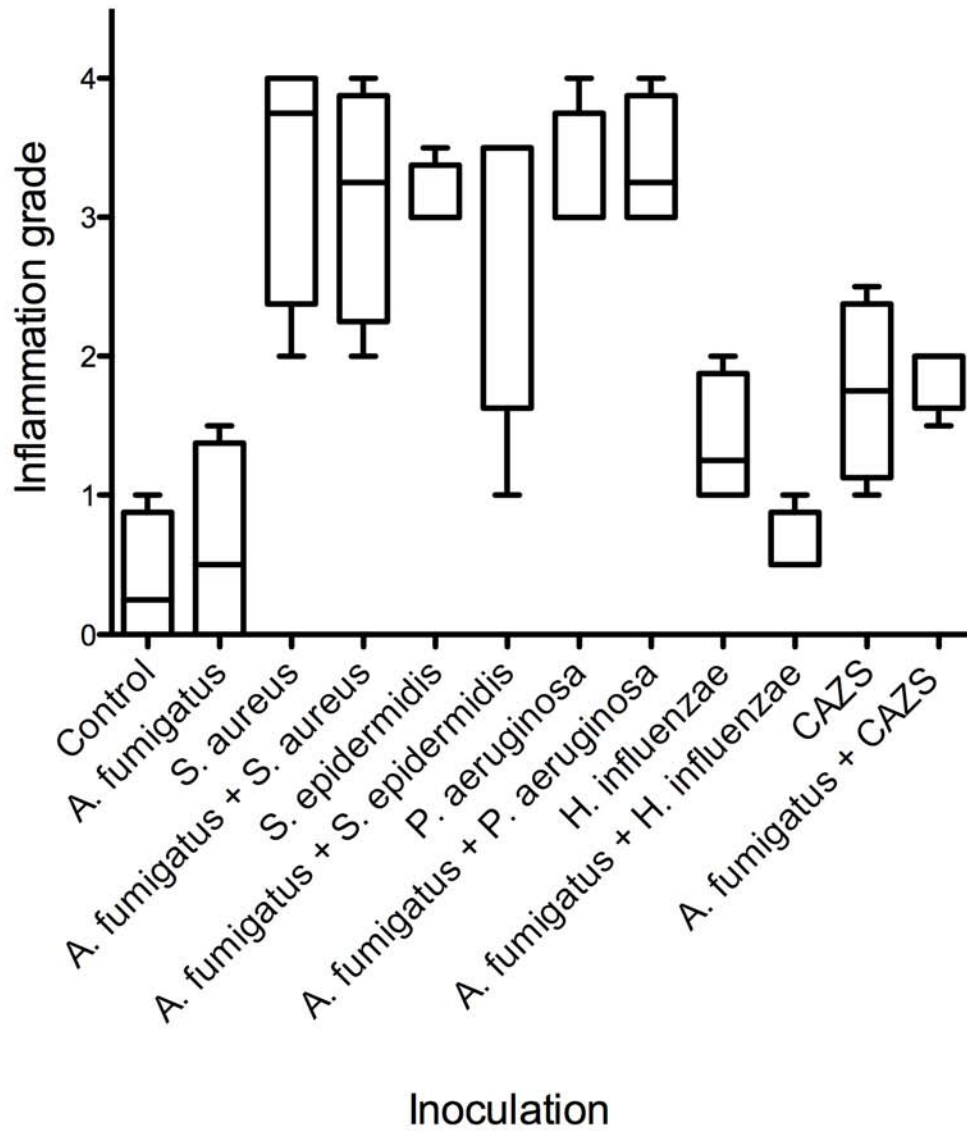 Inflammation grade
4
3
2
1
0
Control
A. fumigatus
S. aureus
A. fumigatus + S. aureus
S. epidermidis
A. fumigatus + S. epidermidis
P. aeruginosa
A. fumigatus + P. aeruginosa
H. influenzae
A. fumigatus + H. influenzae
CAZS
A. fumigatus + CAZS
Inoculation